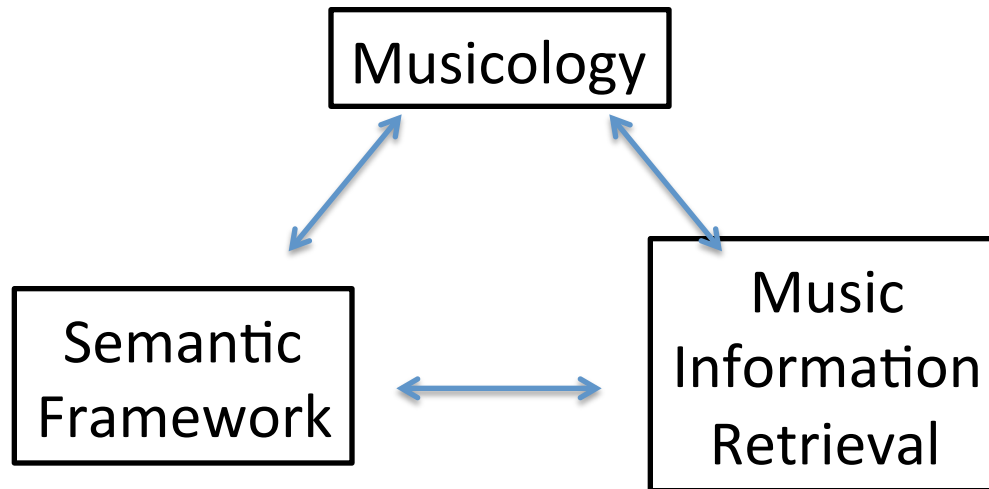 Musicology
Semantic
Framework
Music
Information
Retrieval